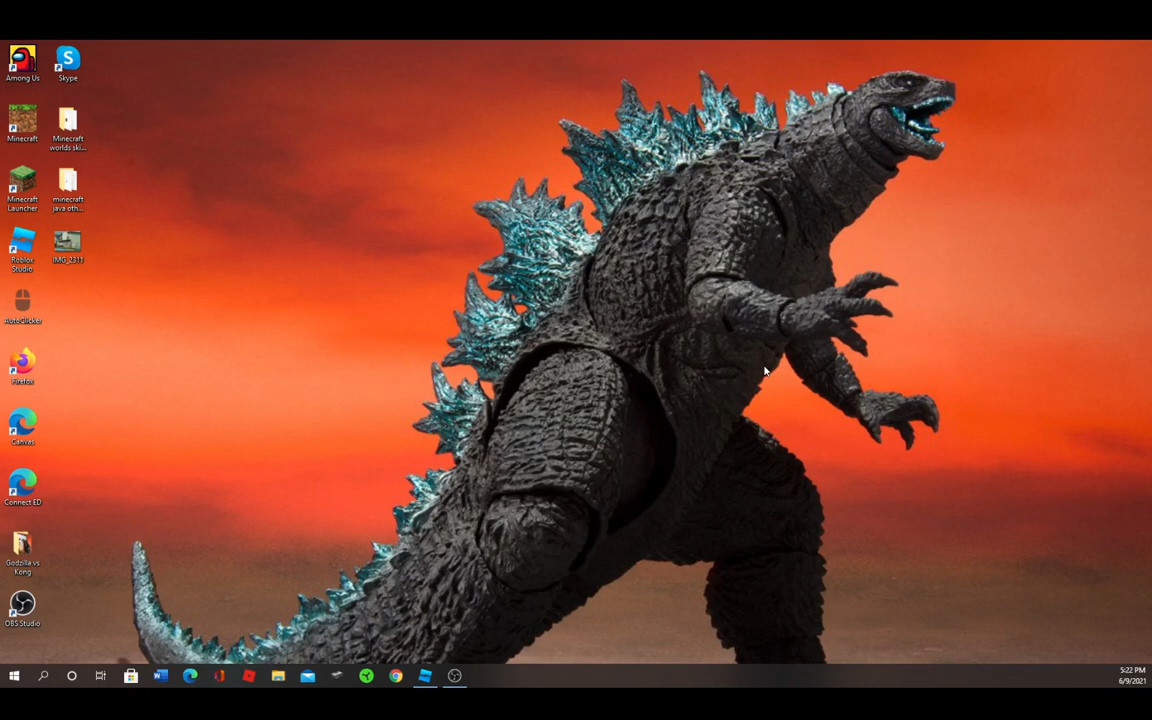 Among Us
Skype
Minecraft
Minecraft
worlds ski...
Minecraft
Launcher
minecraft
java oth...
Roblox
Studio
IMG_2311
AutoClicker
Firefox
Canvas
Connect ED
Godzilla vs
Kong
OBS Studio
5:22 PM
6/9/2021